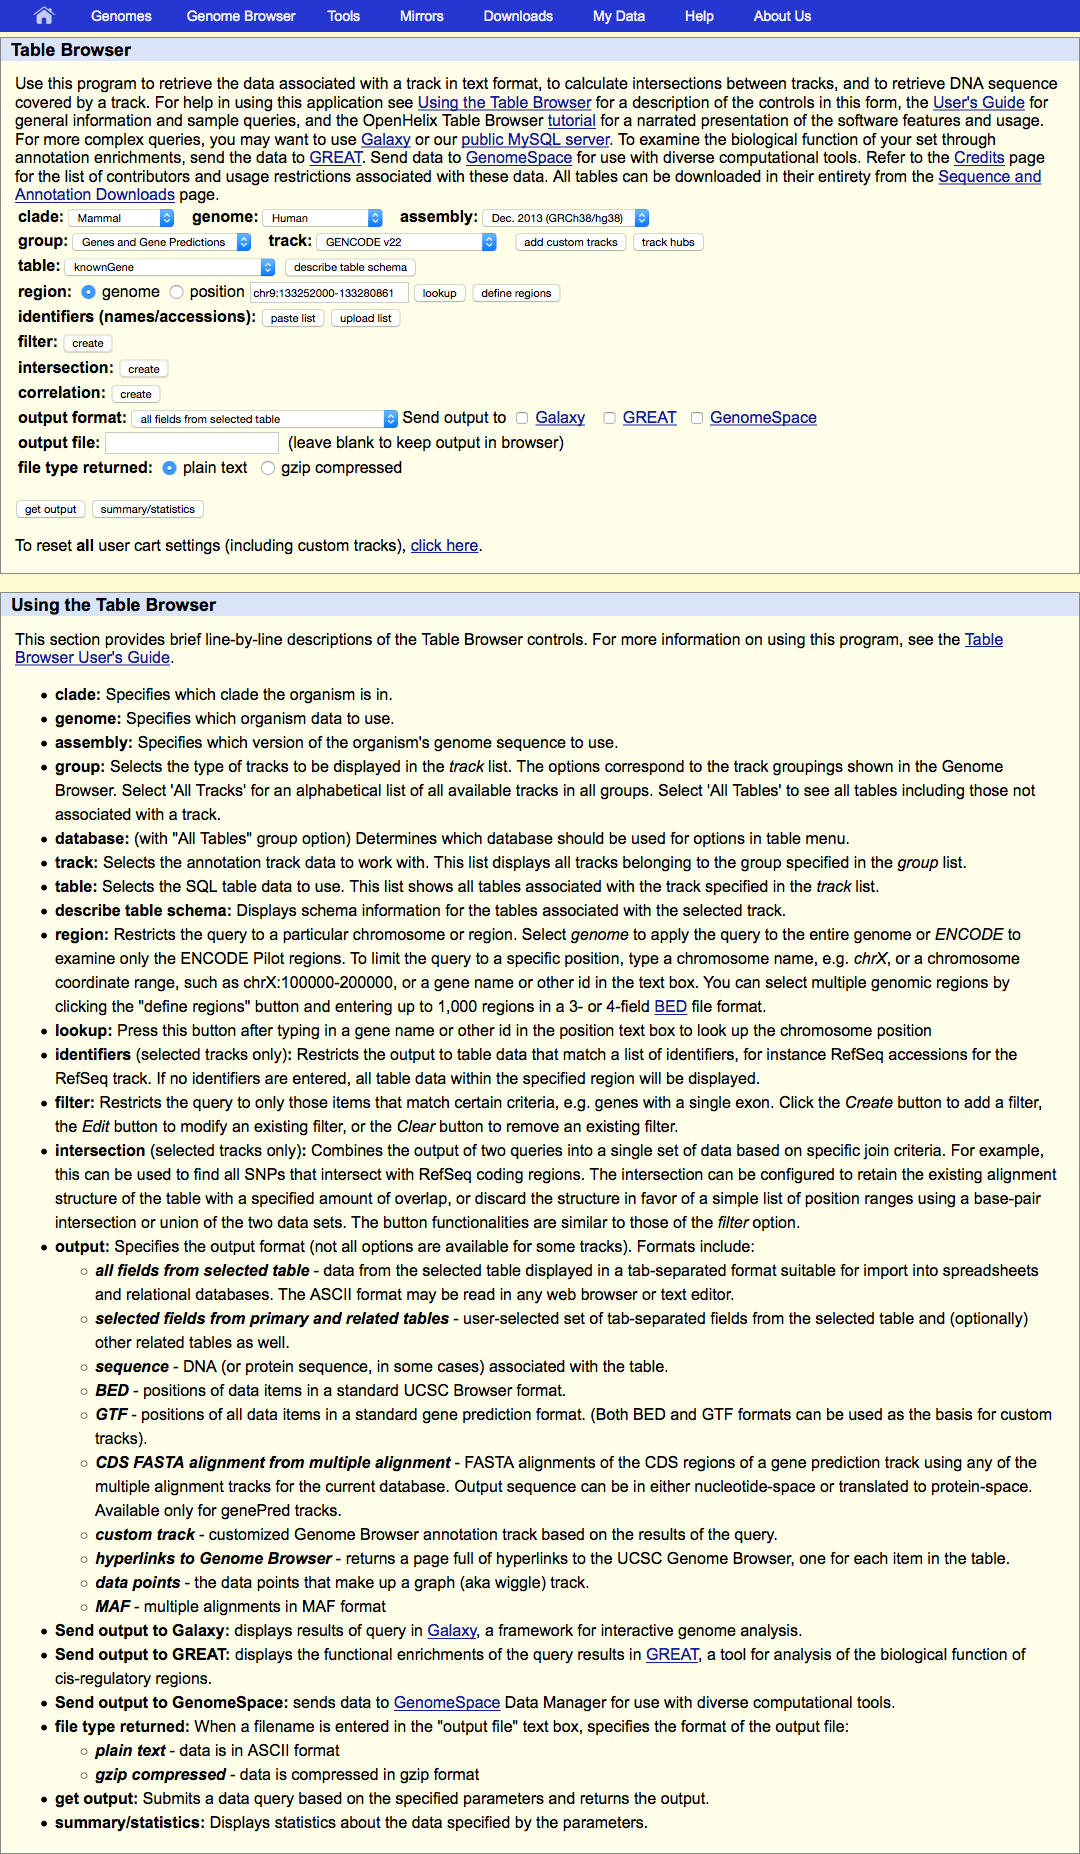 Genomes Genome Browser Tools Mirrors Downloads My Data Help About Us
Table Browser
Use this program to retrieve the data associated with a track in text format, to calculate intersections between tracks, and to retrieve DNA sequence
covered by a track. For help in using this application see Using the Table Browser for a description of the controls in this form, the User's Guide for
general information and sample queries, and the OpenHelix Table Browser tutorial for a narrated presentation of the software features and usage.
For more complex queries, you may want to use Galaxy or our public MySQL server. To examine the biological function of your set through
annotation enrichments, send the data to GREAT. Send data to GenomeSpace for use with diverse computational tools. Refer to the Credits page
for the list of contributors and usage restrictions associated with these data. All tables can be downloaded in their entirety from the Sequence and
Annotation Downloads page.
clade: Mammal genome: Human assembly: Dec. 2013 (GRCh38/hg38)
group: Genes and Gene Predictions track: GENCODE v22 add custom tracks track hubs
table: knownGene describe table schema
region: genome position chr9:133252000-133280861 lookup define regions
identifiers (names/accessions): paste list upload list
filter: create
intersection: create
correlation: create
output format: all fields from selected table Send output to Galaxy GREAT GenomeSpace
output file: (leave blank to keep output in browser)
file type returned: plain text gzip compressed
get output summary/statistics
To reset all user cart settings (including custom tracks), click here.
Using the Table Browser
This section provides brief line-by-line descriptions of the Table Browser controls. For more information on using this program, see the Table
Browser User's Guide.
• clade: Specifies which clade the organism is in.
• genome: Specifies which organism data to use.
• assembly: Specifies which version of the organism's genome sequence to use.
• group: Selects the type of tracks to be displayed in the track list. The options correspond to the track groupings shown in the Genome
Browser. Select 'All Tracks' for an alphabetical list of all available tracks in all groups. Select 'All Tables' to see all tables including those not
associated with a track.
• database: (with "All Tables" group option) Determines which database should be used for options in table menu.
• track: Selects the annotation track data to work with. This list displays all tracks belonging to the group specified in the group list.
• table: Selects the SQL table data to use. This list shows all tables associated with the track specified in the track list.
• describe table schema: Displays schema information for the tables associated with the selected track.
• region: Restricts the query to a particular chromosome or region. Select genome to apply the query to the entire genome or ENCODE to
examine only the ENCODE Pilot regions. To limit the query to a specific position, type a chromosome name, e.g. chrX, or a chromosome
coordinate range, such as chrX:100000-200000, or a gene name or other id in the text box. You can select multiple genomic regions by
clicking the "define regions" button and entering up to 1,000 regions in a 3- or 4-field BED file format.
• lookup: Press this button after typing in a gene name or other id in the position text box to look up the chromosome position
• identifiers (selected tracks only): Restricts the output to table data that match a list of identifiers, for instance RefSeq accessions for the
RefSeq track. If no identifiers are entered, all table data within the specified region will be displayed.
• filter: Restricts the query to only those items that match certain criteria, e.g. genes with a single exon. Click the Create button to add a filter,
the Edit button to modify an existing filter, or the Clear button to remove an existing filter.
• intersection (selected tracks only): Combines the output of two queries into a single set of data based on specific join criteria. For example,
this can be used to find all SNPs that intersect with RefSeq coding regions. The intersection can be configured to retain the existing alignment
structure of the table with a specified amount of overlap, or discard the structure in favor of a simple list of position ranges using a base-pair
intersection or union of the two data sets. The button functionalities are similar to those of the filter option.
• output: Specifies the output format (not all options are available for some tracks). Formats include:
◦ all fields from selected table - data from the selected table displayed in a tab-separated format suitable for import into spreadsheets
and relational databases. The ASCII format may be read in any web browser or text editor.
◦ selected fields from primary and related tables - user-selected set of tab-separated fields from the selected table and (optionally)
other related tables as well.
◦ sequence - DNA (or protein sequence, in some cases) associated with the table.
◦ BED - positions of data items in a standard UCSC Browser format.
◦ GTF - positions of all data items in a standard gene prediction format. (Both BED and GTF formats can be used as the basis for custom
tracks).
◦ CDS FASTA alignment from multiple alignment - FASTA alignments of the CDS regions of a gene prediction track using any of the
multiple alignment tracks for the current database. Output sequence can be in either nucleotide-space or translated to protein-space.
Available only for genePred tracks.
◦ custom track - customized Genome Browser annotation track based on the results of the query.
◦ hyperlinks to Genome Browser - returns a page full of hyperlinks to the UCSC Genome Browser, one for each item in the table.
◦ data points - the data points that make up a graph (aka wiggle) track.
◦ MAF - multiple alignments in MAF format
• Send output to Galaxy: displays results of query in Galaxy, a framework for interactive genome analysis.
• Send output to GREAT: displays the functional enrichments of the query results in GREAT, a tool for analysis of the biological function of
cis-regulatory regions.
• Send output to GenomeSpace: sends data to GenomeSpace Data Manager for use with diverse computational tools.
• file type returned: When a filename is entered in the "output file" text box, specifies the format of the output file:
◦ plain text - data is in ASCII format
◦ gzip compressed - data is compressed in gzip format
• get output: Submits a data query based on the specified parameters and returns the output.
• summary/statistics: Displays statistics about the data specified by the parameters.